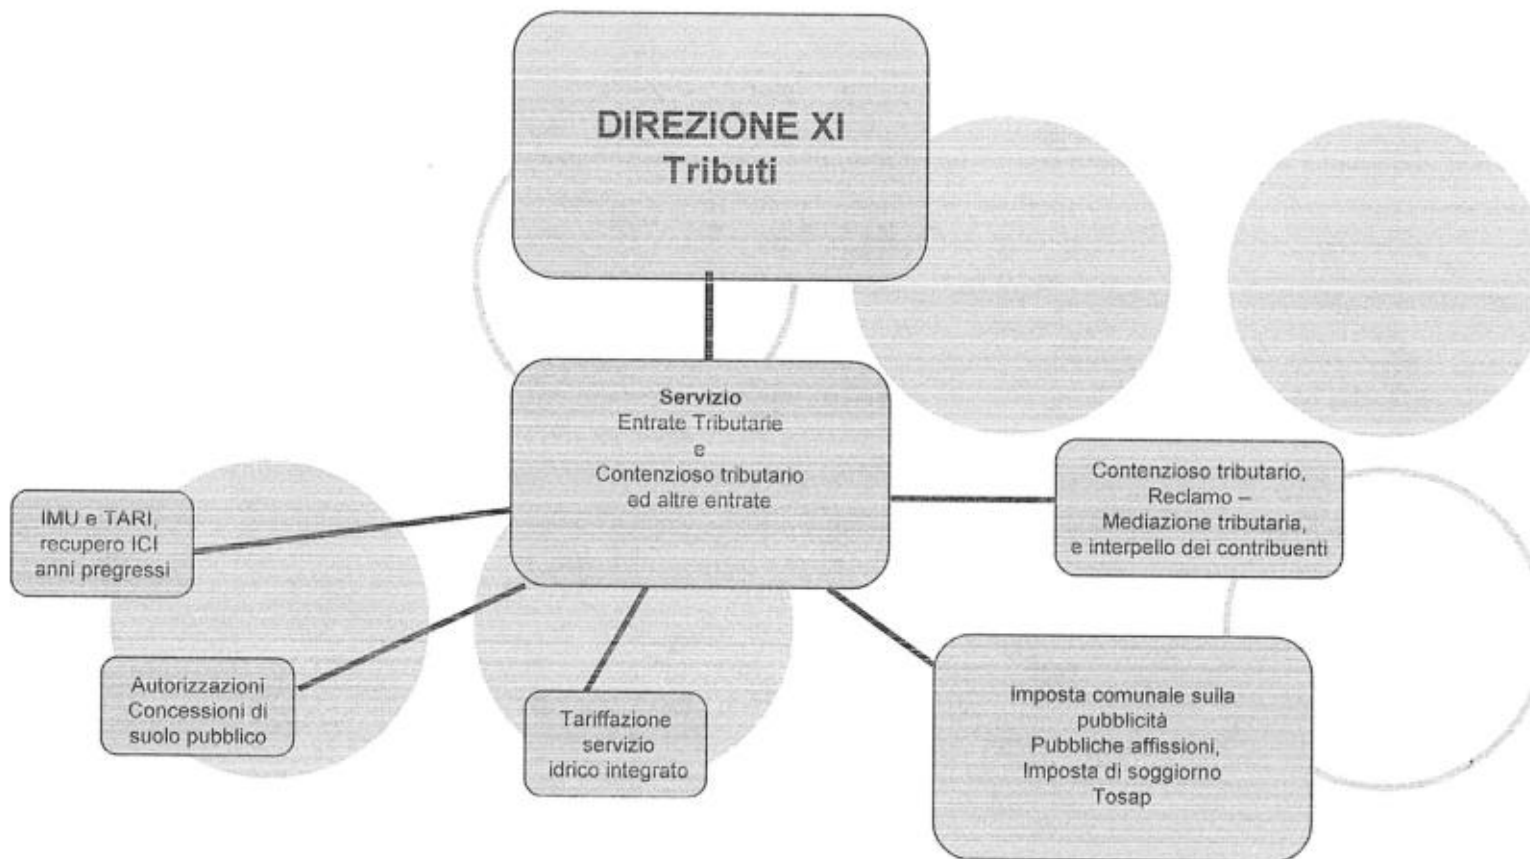 DIREZIONE XI
Tributi
Servizio
Entrate Tributarie
e
Contenzioso tributario
ed altre entrate
Contenzioso tributario,
Reclamo –
Mediazione tributaria,
e interpello dei contribuenti
IMU e TARI,
recupero ICI
anni pregressi
Autorizzazioni
Concessioni di
suolo pubblico
Tariffazione
servizio
idrico integrato
Imposta comunale sulla
pubblicità
Pubbliche affissioni,
Imposta di soggiorno
Tosap